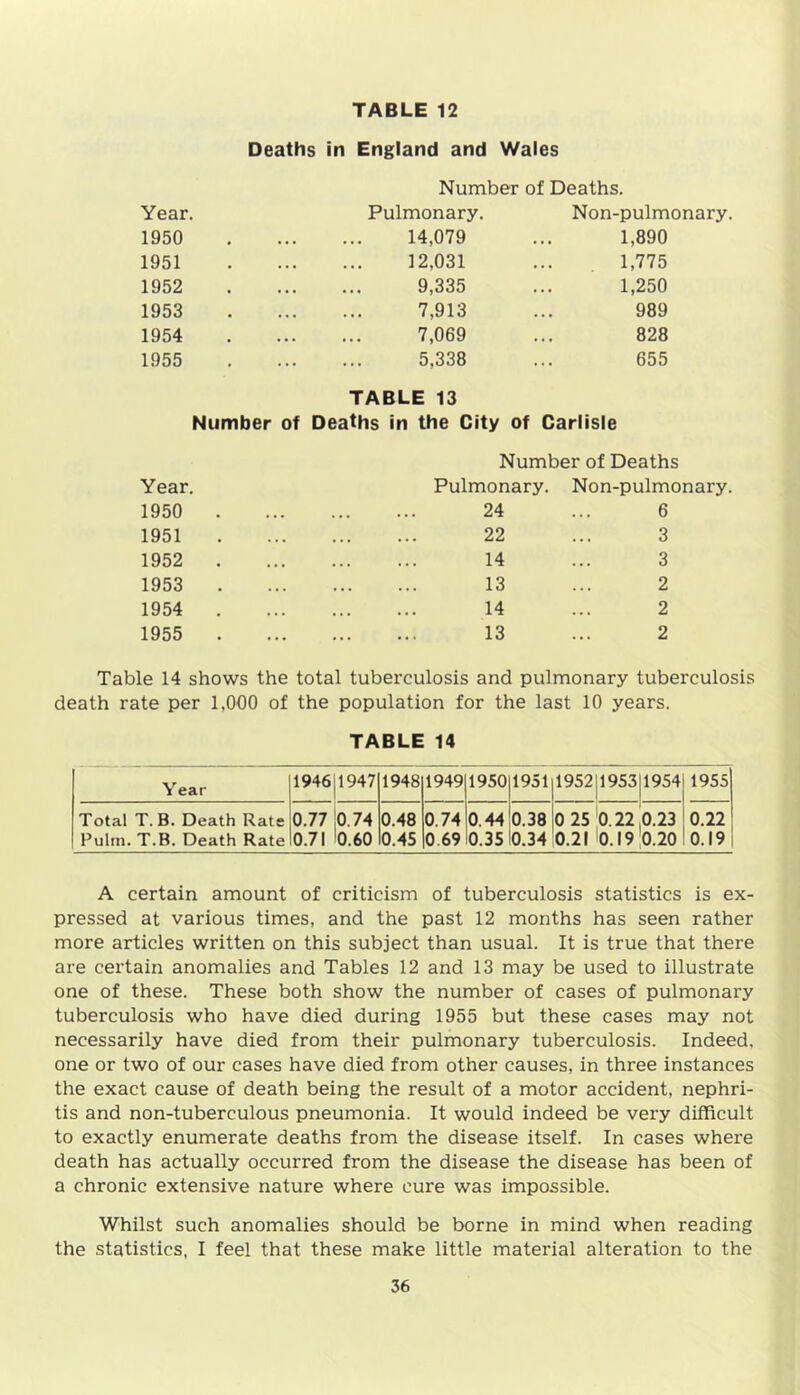 TABLE 12
Deaths in England and Wales
Number of Deaths.
Year. Pulmonary. Non-pulmonary.
1950 . ... ... 14,079 ... 1,890
1951 . ... ... 12,031 ... 1,775
1952 . ... ... 9,335 ... 1,250
1953 . ... ... 7,913 ... 989
1954 . ... ... 7,069 ... 828
1955 . ... ... 5,338 ... 655
TABLE 13
Number of Deaths in the City of Carlisle
Number of Deaths
Year. Pulmonary. Non-pulmonary.
1950 . ... ... ... 24 ... 6
1951 . ... ... ... 22 ... 3
1952 . ... ... ... 14 ... 3
1953 . ... ... ... 13 ... 2
1954 . ... ... ... 14 ... 2
1955 . ... ... ... 13 ... 2
Table 14 shows the total tuberculosis and pulmonary tuberculosis
death rate per 1,000 of the population for the last 10 years.
TABLE 14
Year 1946 1947 1948 1949 1950 1951 1952 1953 1954 1955
Total T.B. Death Rate 0.77 0.74 0.48 0.74 0.44 0.38 0 25 0.22 0.23 0.22
Pulm. T.B. Death Rate 0.71 0.60 0.45 0.69 0.35 0.34 0.21 0.19 0.20 0.19
A certain amount of criticism of tuberculosis statistics is ex-
pressed at various times, and the past 12 months has seen rather
more articles written on this subject than usual. It is true that there
are certain anomalies and Tables 12 and 13 may be used to illustrate
one of these. These both show the number of cases of pulmonary
tuberculosis who have died during 1955 but these cases may not
necessarily have died from their pulmonary tuberculosis. Indeed,
one or two of our cases have died from other causes, in three instances
the exact cause of death being the result of a motor accident, nephri-
tis and non-tuberculous pneumonia. It would indeed be very difficult
to exactly enumerate deaths from the disease itself. In cases where
death has actually occurred from the disease the disease has been of
a chronic extensive nature where cure was impossible.
Whilst such anomalies should be borne in mind when reading
the statistics, I feel that these make little material alteration to the
36